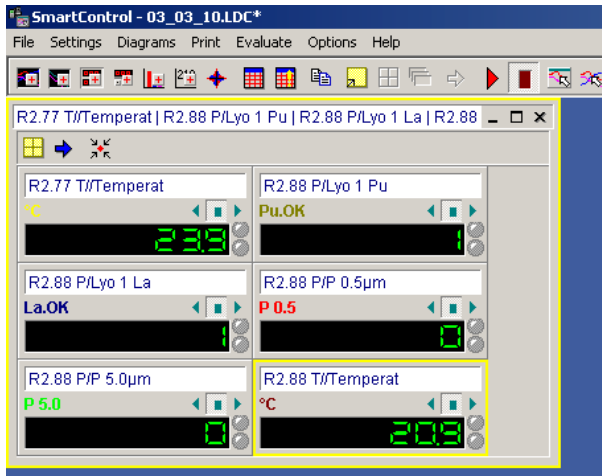 SmartControl - 03_03_10.LDC*
File Settings Diagrams Print Evaluate Options Help
R2.77 T//Temperat | R2.88 P/Lyo 1 Pu | R2.88 P/Lyo 1 La | R2.88
R2.77 T//Temperat R2.88 P/Lyo 1 Pu
°C Pu.OK
23.9 1
R2.88 P/Lyo 1 La R2.88 P/P 0.5µm
La.OK P 0.5
1 0
R2.88 P/P 5.0µm R2.88 T//Temperat
P 5.0 °C
0 20.9